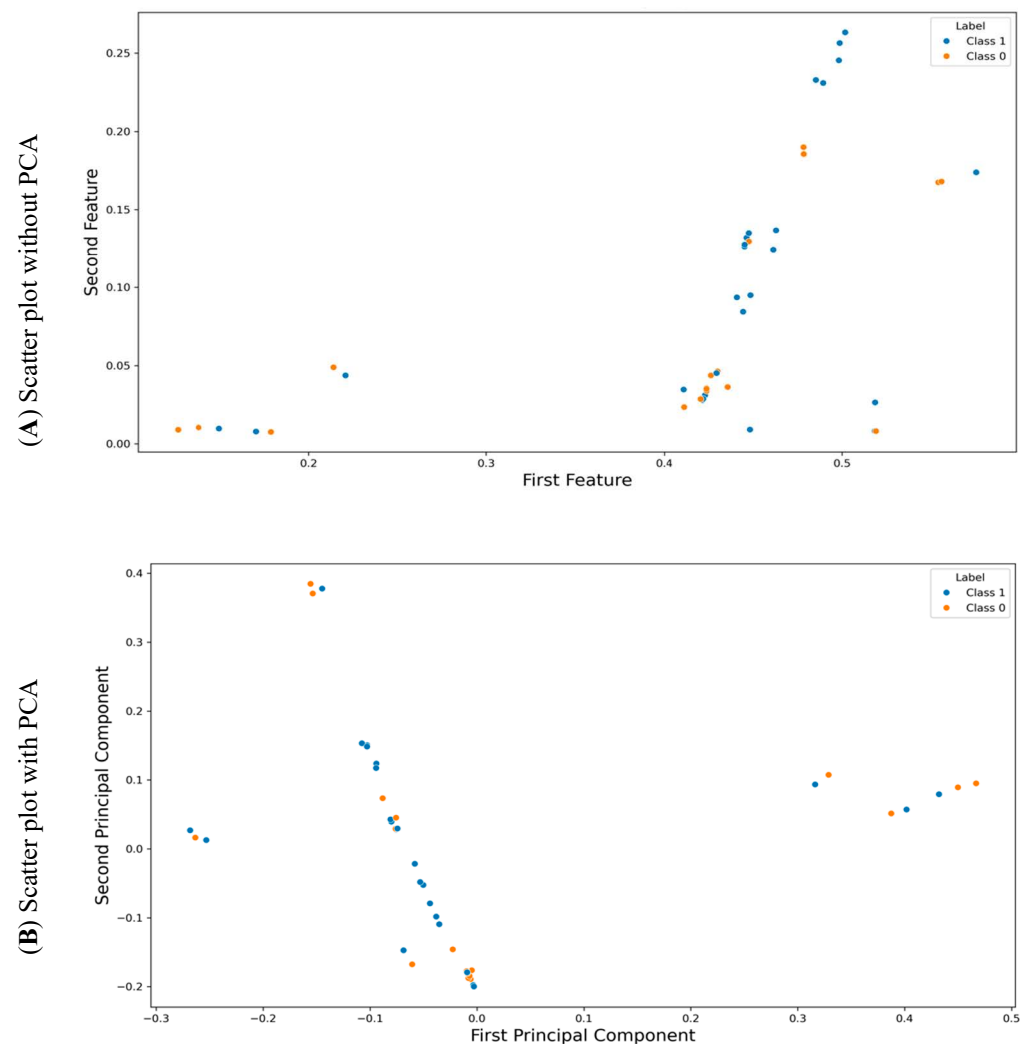 (A) Scatter plot without PCA
Second Feature
0.25
0.20
0.15
0.10
0.05
0.00
Label
Class 1
Class 0
0.2 0.3 0.4 0.5
First Feature
(B) Scatter plot with PCA
Second Principal Component
0.4
0.3
0.2
0.1
0.0
−0.1
−0.2
Label
Class 1
Class 0
−0.3 −0.2 −0.1 0.0 0.1 0.2 0.3 0.4 0.5
First Principal Component